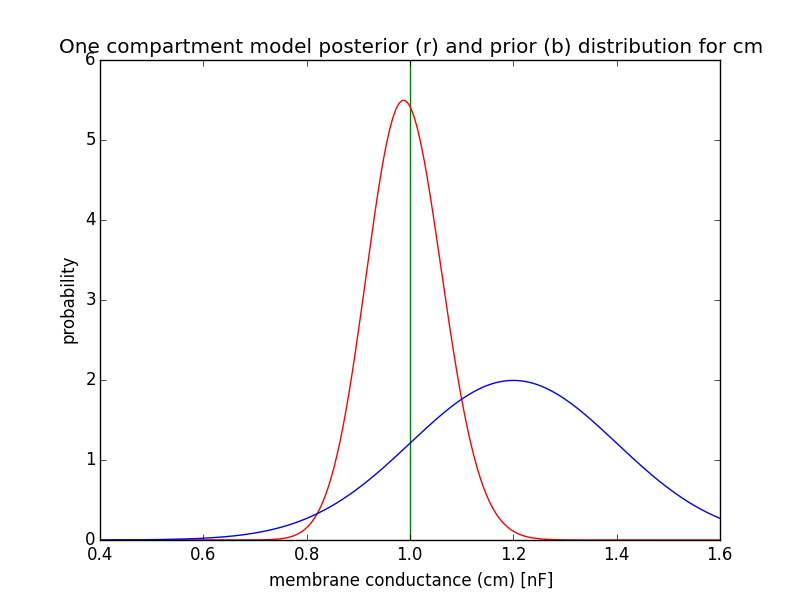 One compartment model posterior (r) and prior (b) distribution for cm
6
5
4
3
2
1
0
probability
0.4 0.6 0.8 1.0 1.2 1.4 1.6
membrane conductance (cm) [nF]